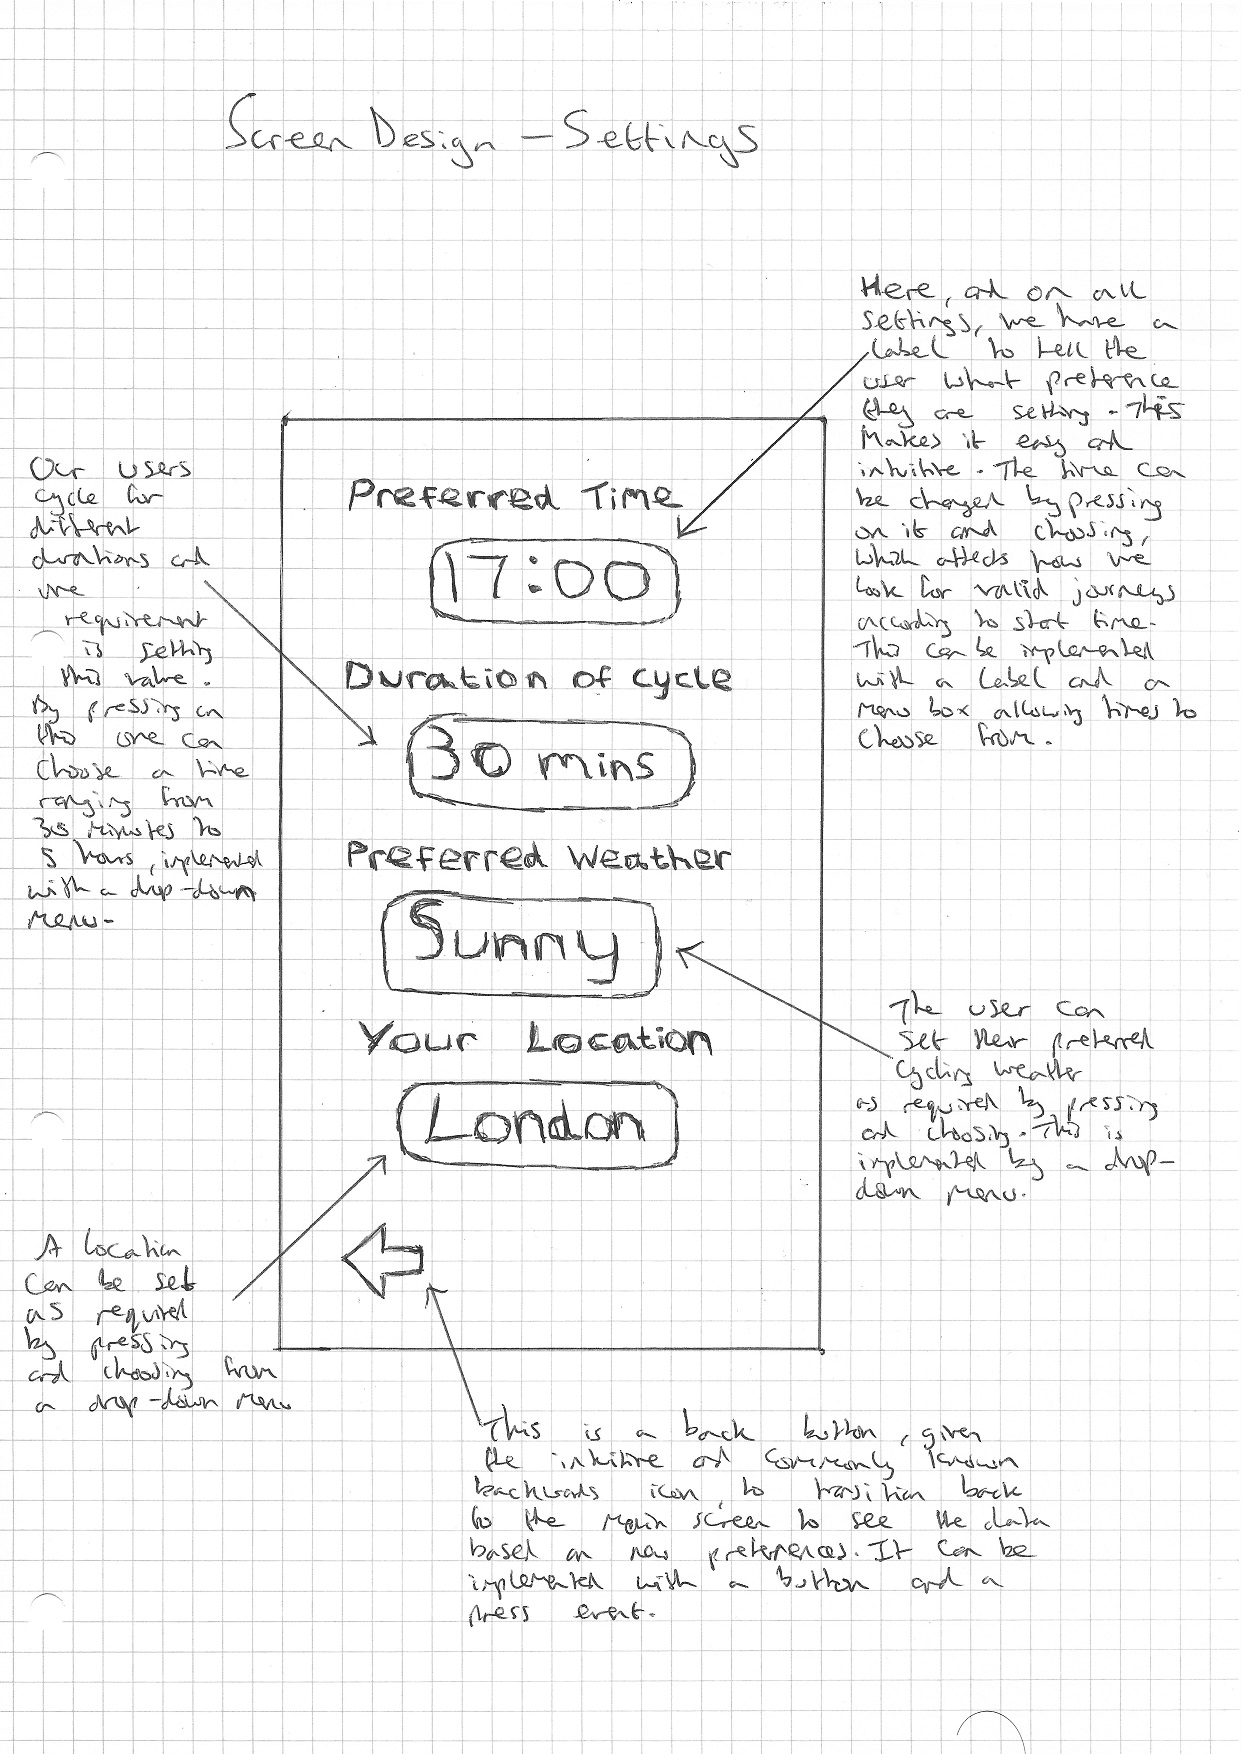 Screen Design - Settings
Here, and on all
settings, we have a
label to tell the
user what preference
they are setting. This
makes it easy and
intuitive. The time can
be changed by pressing
on it and choosing,
which affects how we
look for valid journeys
according to start time.
This can be implemented
with a label and a
menu box allowing times to
choose from.
Our users
cycle for
different
durations and
one
requirement
is setting
this value.
By pressing on
this one can
choose a time
ranging from
30 minutes to
5 hours, implemented
with a drop-down
menu.
Preferred Time
17:00
Duration of cycle
30 mins
Preferred Weather
Sunny
Your Location
London
The user can
set their preferred
cycling weather
as required by pressing
and choosing. This is
implemented by a drop-
down menu.
A location
can be set
as required
by pressing
and choosing from
a drop-down menu
This is a back button, given
the intuitive and commonly known
backwards icon, to transition back
to the main screen to see the data
based on new preferences. It can be
implemented with a button and a
press event.